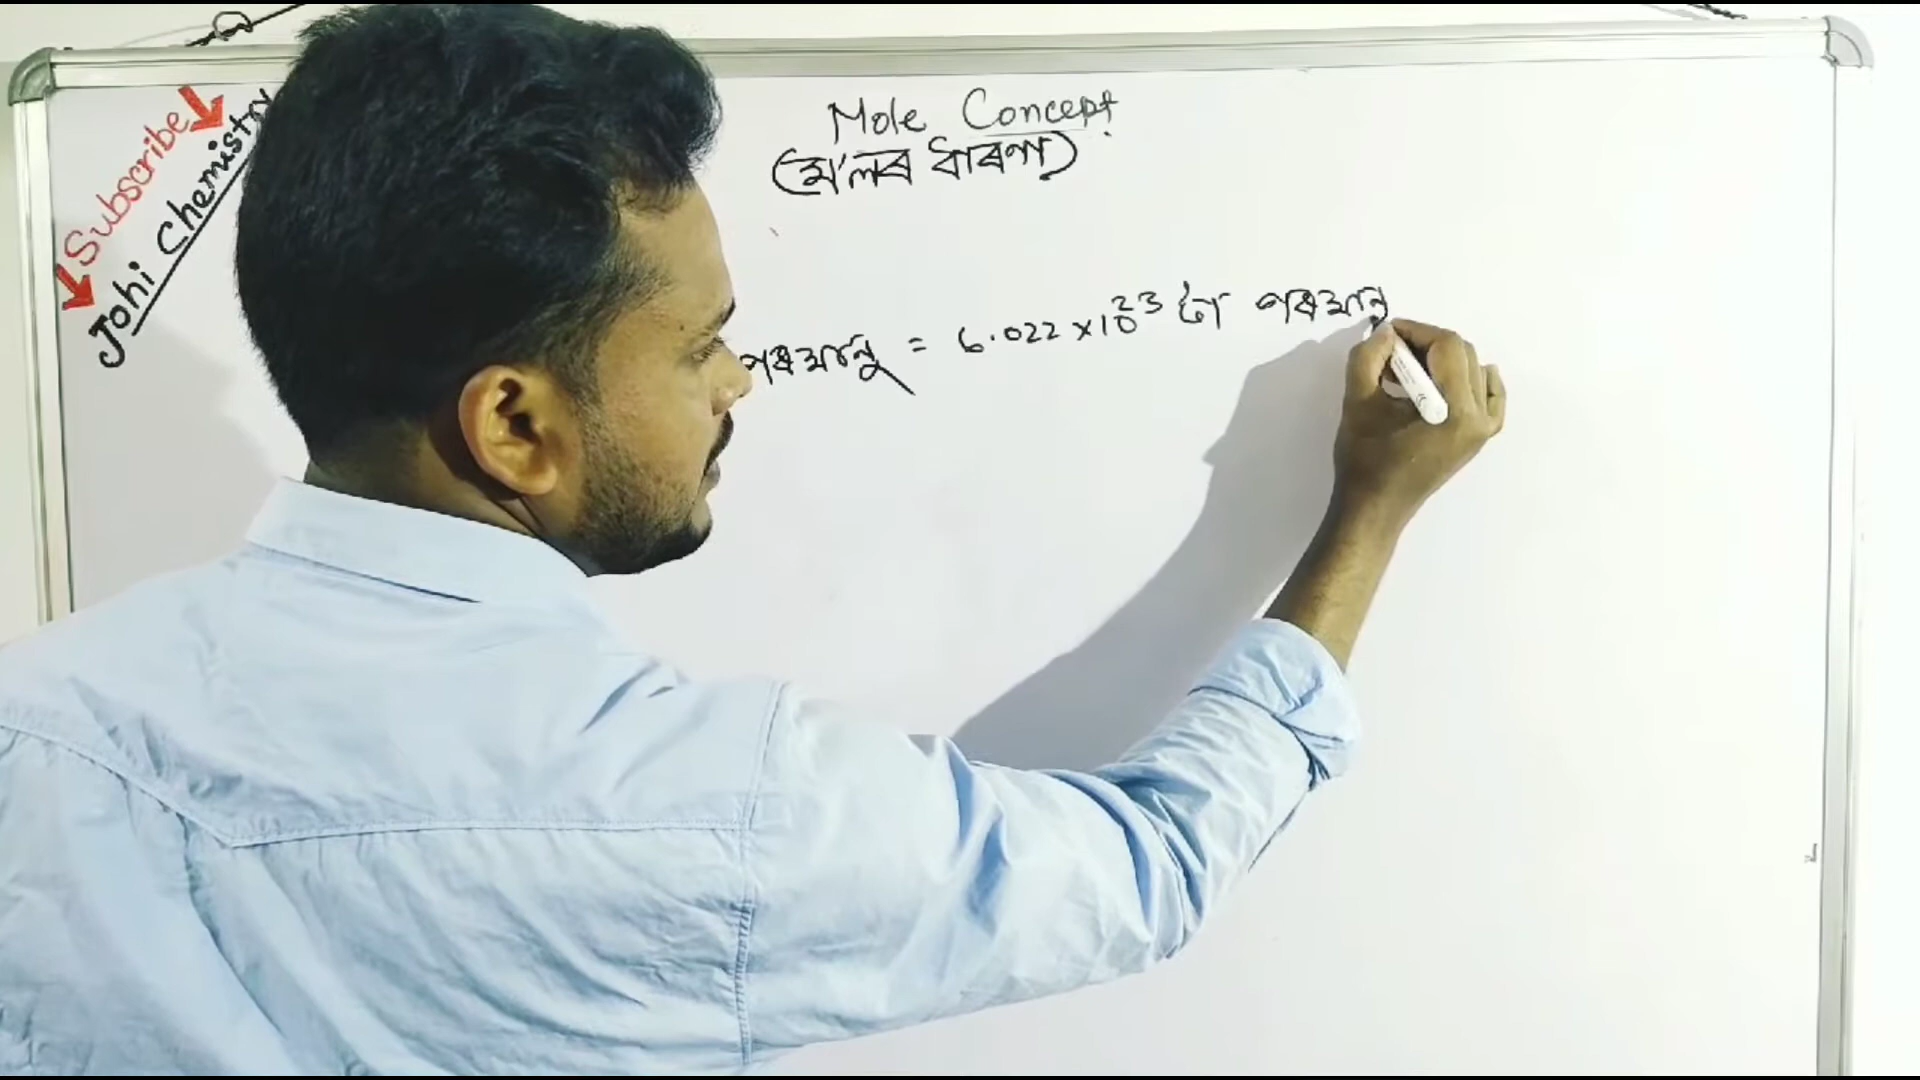 Subscribe
Johi Chemistry
Mole Concept
(ম'লৰ ধাৰণা)
পৰমানু = 6.022 x 10²³ টা পৰমানু